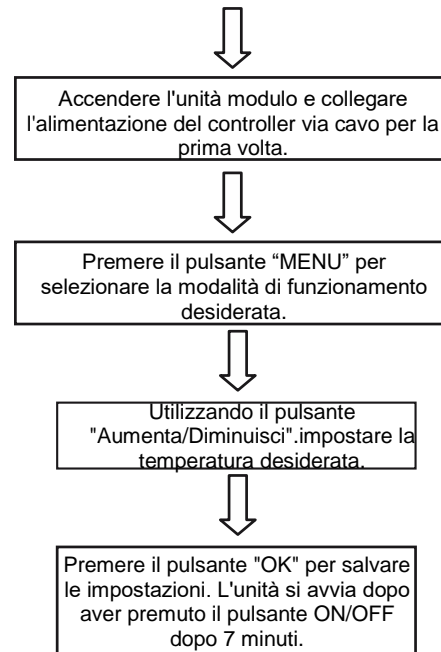 Accendere l'unità modulo e collegare
l'alimentazione del controller via cavo per la
prima volta.
Premere il pulsante “MENU” per
selezionare la modalità di funzionamento
desiderata.
Utilizzando il pulsante
"Aumenta/Diminuisci".impostare la
temperatura desiderata.
Premere il pulsante "OK" per salvare
le impostazioni. L'unità si avvia dopo
aver premuto il pulsante ON/OFF
dopo 7 minuti.